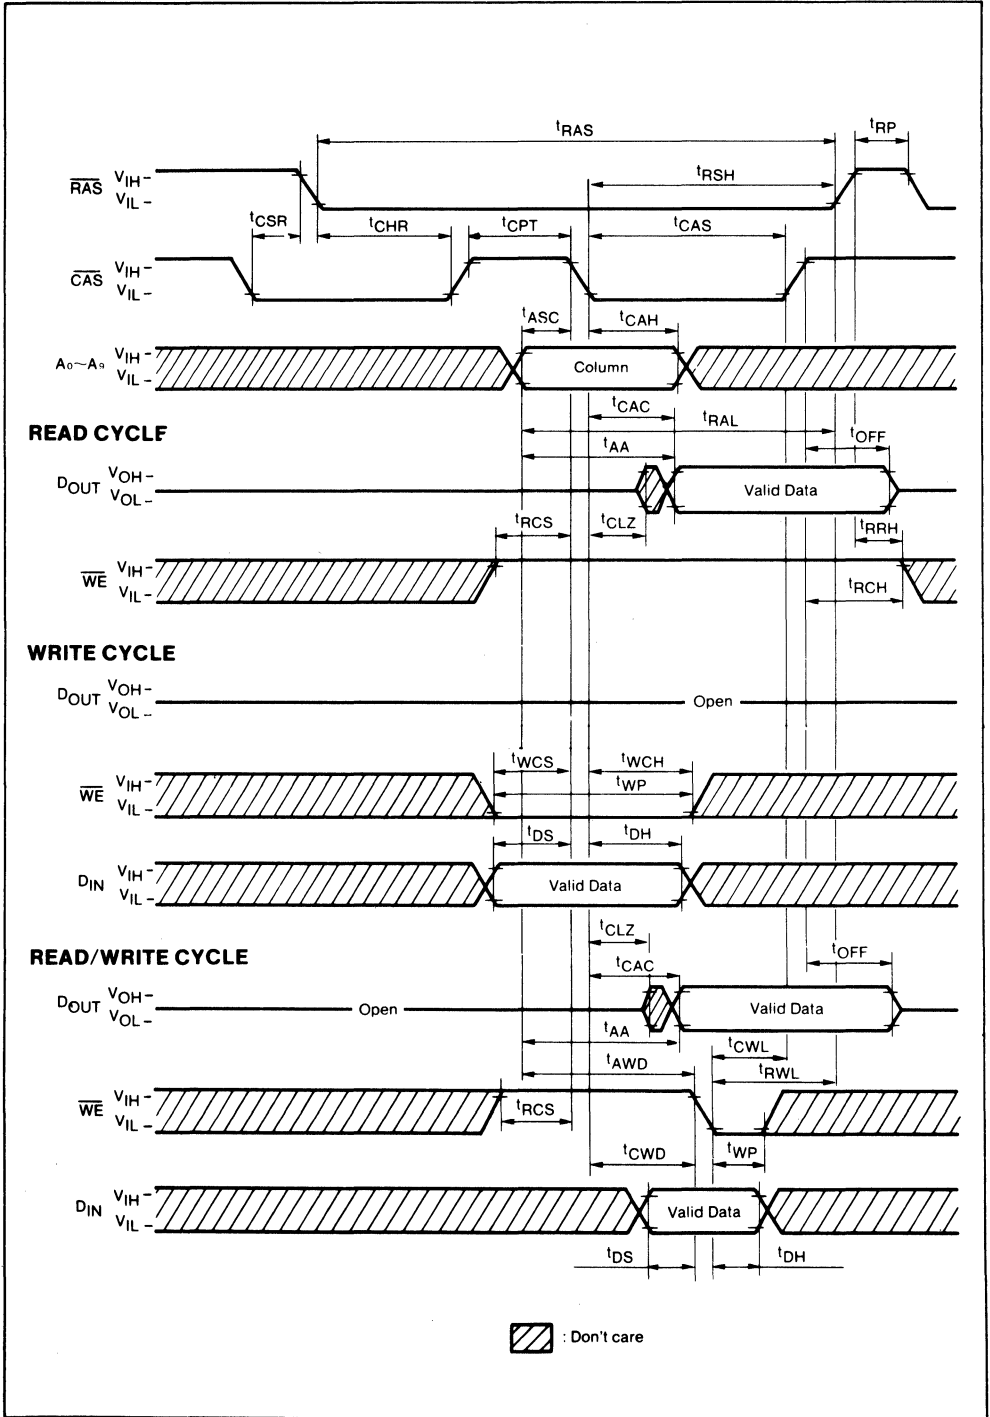 tRAS
tRP
RAS VIH
VIL
tRSH
tCSR
tCHR
tCPT
tCAS
CAS VIH
VIL
tASC
tCAH
A0~A9 VIH
VIL
Column
tCAC
tRAL
READ CYCLE
tAA
tOFF
DOUT VOH
VOL
Valid Data
tRCS
tCLZ
tRRH
WE VIH
VIL
tRCH
WRITE CYCLE
DOUT VOH
VOL
Open
tWCS
tWCH
WE VIH
VIL
tWP
tDS
tDH
DIN VIH
VIL
Valid Data
tCLZ
READ/WRITE CYCLE
tCAC
tOFF
DOUT VOH
VOL
Open
Valid Data
tAA
tCWL
tAWD
tRWL
WE VIH
VIL
tRCS
tCWD
tWP
DIN VIH
VIL
Valid Data
tDS
tDH
: Don't care